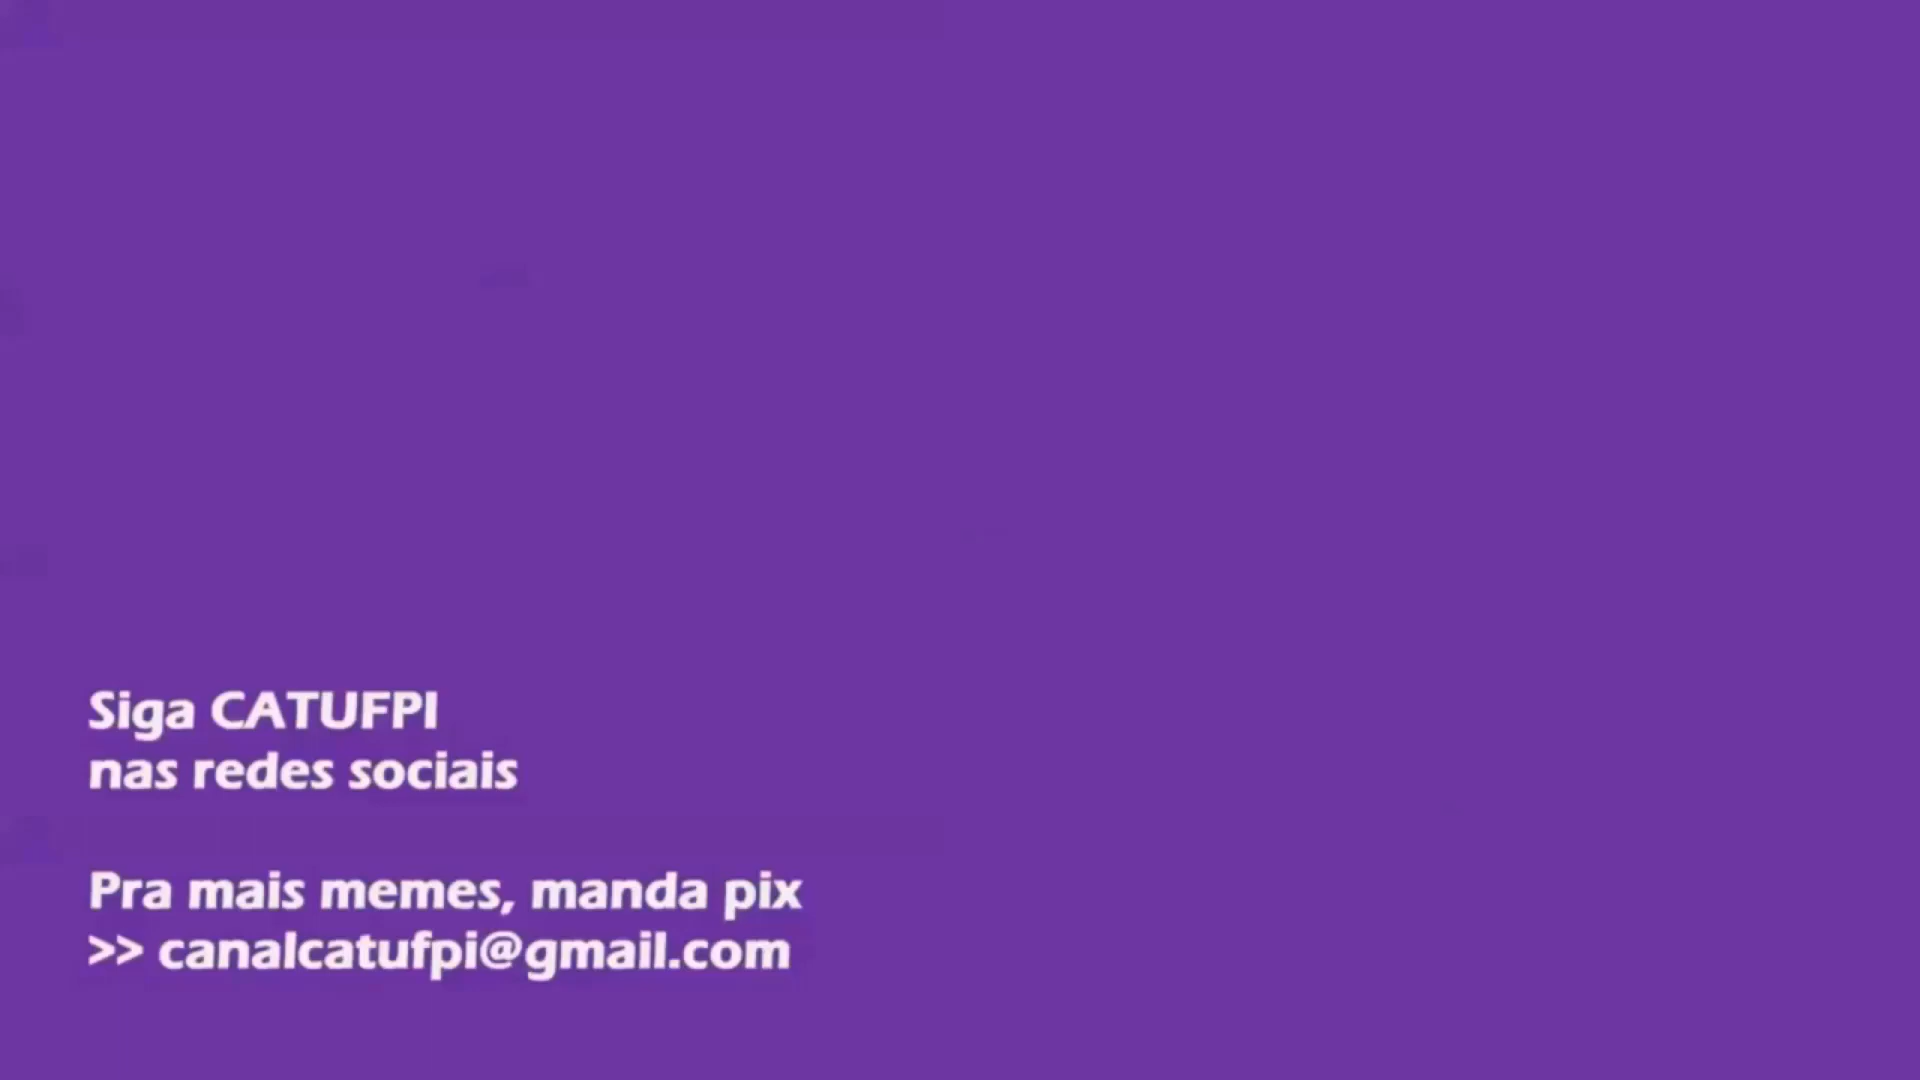 Siga CATUFPI
nas redes sociais
Pra mais memes, manda pix
>> canalcatufpi@gmail.com